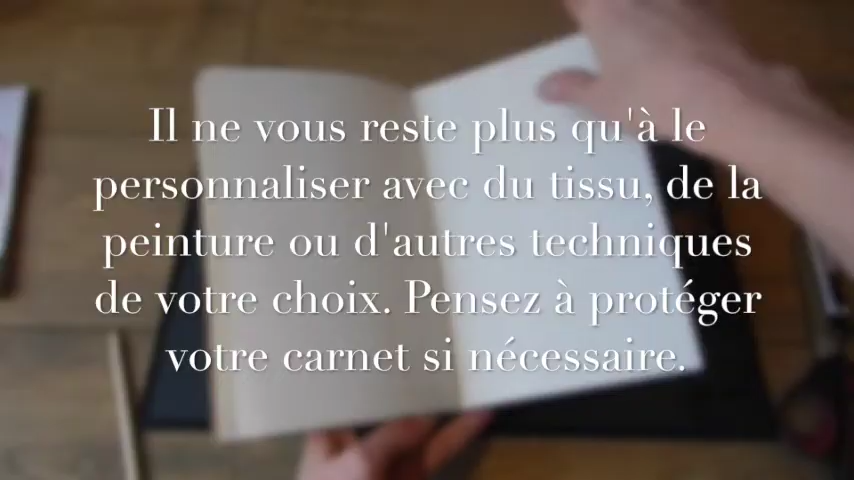 Il ne vous reste plus qu'à le
personnaliser avec du tissu, de la
peinture ou d'autres techniques
de votre choix. Pensez à protéger
votre carnet si nécessaire.